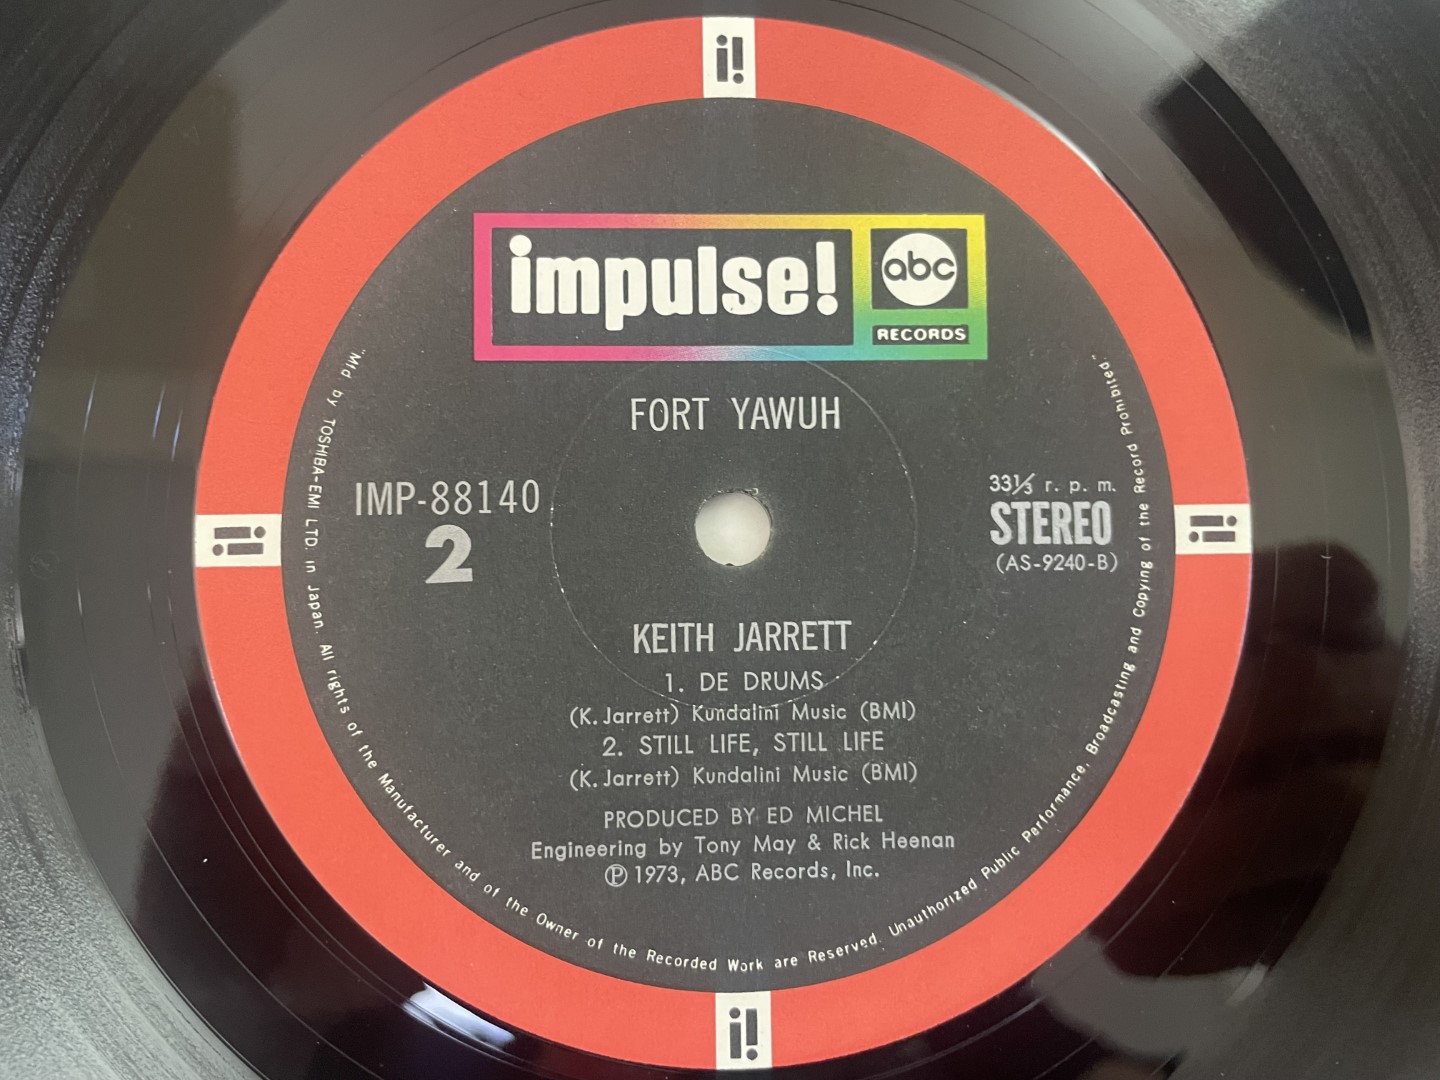 i!
impulse!
abc
RECORDS
FORT YAWUH
IMP-88140
2
33⅓ r. p. m.
STEREO
(AS-9240-B)
i!
i!
KEITH JARRETT
1. DE DRUMS
(K. Jarrett) Kundalini Music (BMI)
2. STILL LIFE, STILL LIFE
(K. Jarrett) Kundalini Music (BMI)
PRODUCED BY ED MICHEL
Engineering by Tony May & Rick Heenan
Ⓟ 1973, ABC Records, Inc.
"Mfd by TOSHIBA-EMI LTD. in Japan. All rights of the Manufacturer and of the Owner of the Recorded Work are Reserved. Unauthorized Public Performance, Broadcasting and Copying of the Record Prohibited."
i!